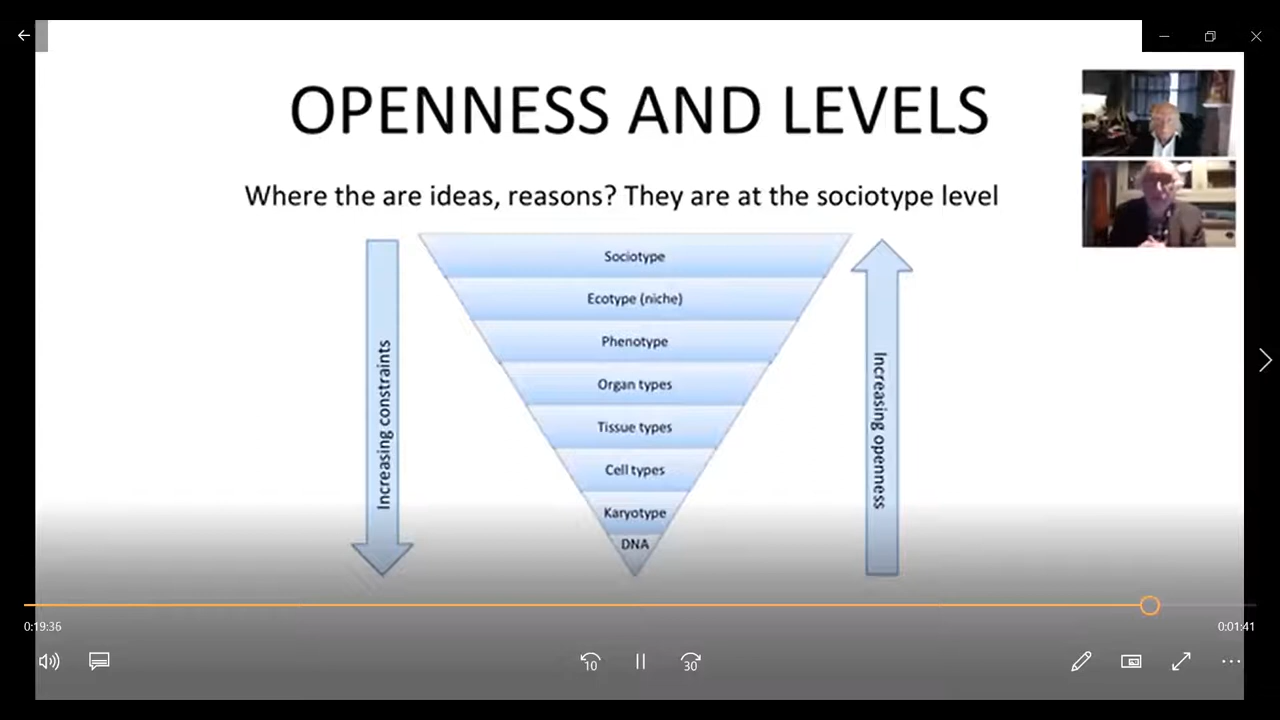 OPENNESS AND LEVELS
Where the are ideas, reasons? They are at the sociotype level
Sociotype
Ecotype (niche)
Phenotype
Organ types
Tissue types
Cell types
Karyotype
DNA
Increasing constraints
Increasing openness
0:19:36
0:01:41
10
30